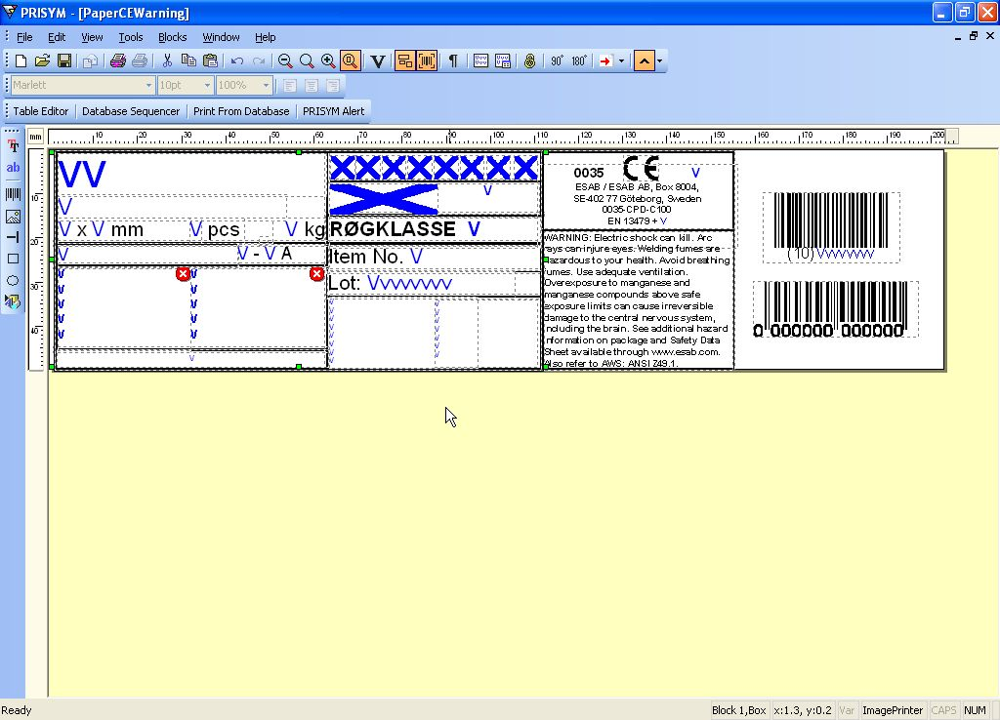 PRISYM - [PaperCEWarning]
File Edit View Tools Blocks Window Help
90° 180°
Marlett 10pt 100%
Table Editor Database Sequencer Print From Database PRISYM Alert
mm 10 20 30 40 50 60 70 80 90 100 110 120 130 140 150 160 170 180 190 200
10
20
30
40
VV
V
V x V mm V pcs V kg
V V - V A
XXXXXXXX
V
RØGKLASSE V
Item No. V
Lot: Vvvvvvvv
0035 CE V
ESAB / ESAB AB, Box 8004,
SE-402 77 Göteborg, Sweden
0035-CPD-C100
EN 13479 + V
WARNING: Electric shock can kill. Arc
rays can injure eyes. Welding fumes are
hazardous to your health. Avoid breathing
fumes. Use adequate ventilation.
Overexposure to manganese and
manganese compounds above safe
exposure limits can cause irreversible
damage to the central nervous system,
including the brain. See additional hazard
information on package and Safety Data
Sheet available through www.esab.com.
Also refer to AWS: ANSI Z49.1.
(10) Vvvvvvvv
0 000000 000000
Ready Block 1,Box x:1.3, y:0.2 Var ImagePrinter CAPS NUM